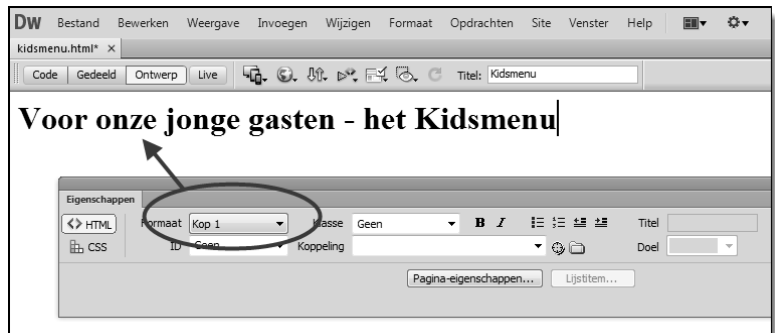 DW Bestand Bewerken Weergave Invoegen Wijzigen Formaat Opdrachten Site Venster Help
kidsmenu.html* ×
Code Gedeeld Ontwerp Live Titel: Kidsmenu
Voor onze jonge gasten - het Kidsmenu
Eigenschappen
<> HTML Formaat Kop 1 Klasse Geen B I Titel
CSS ID Geen Koppeling Doel
Pagina-eigenschappen... Lijstitem...